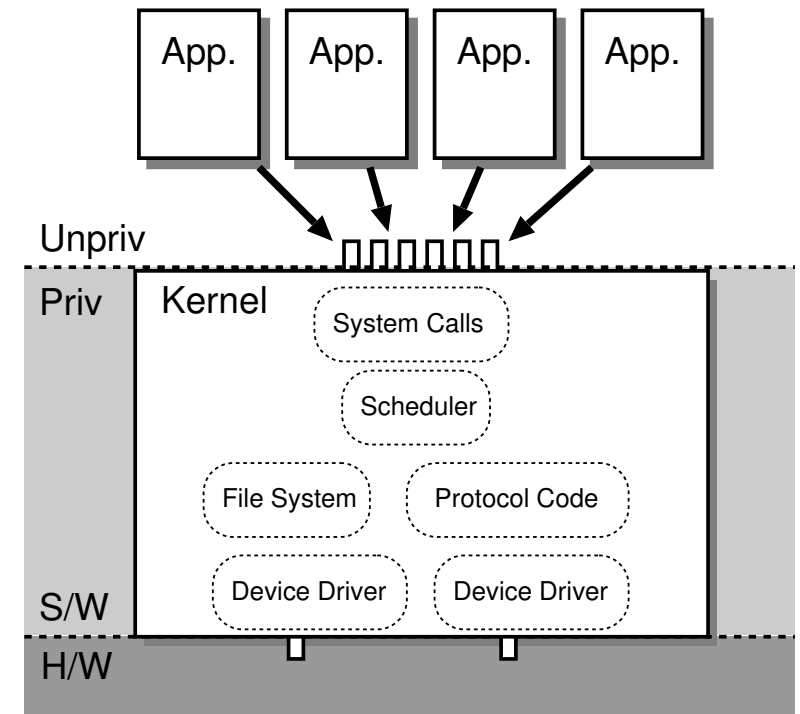 App.
App.
App.
App.
Unpriv
Priv
Kernel
System Calls
Scheduler
File System
Protocol Code
Device Driver
Device Driver
S/W
H/W